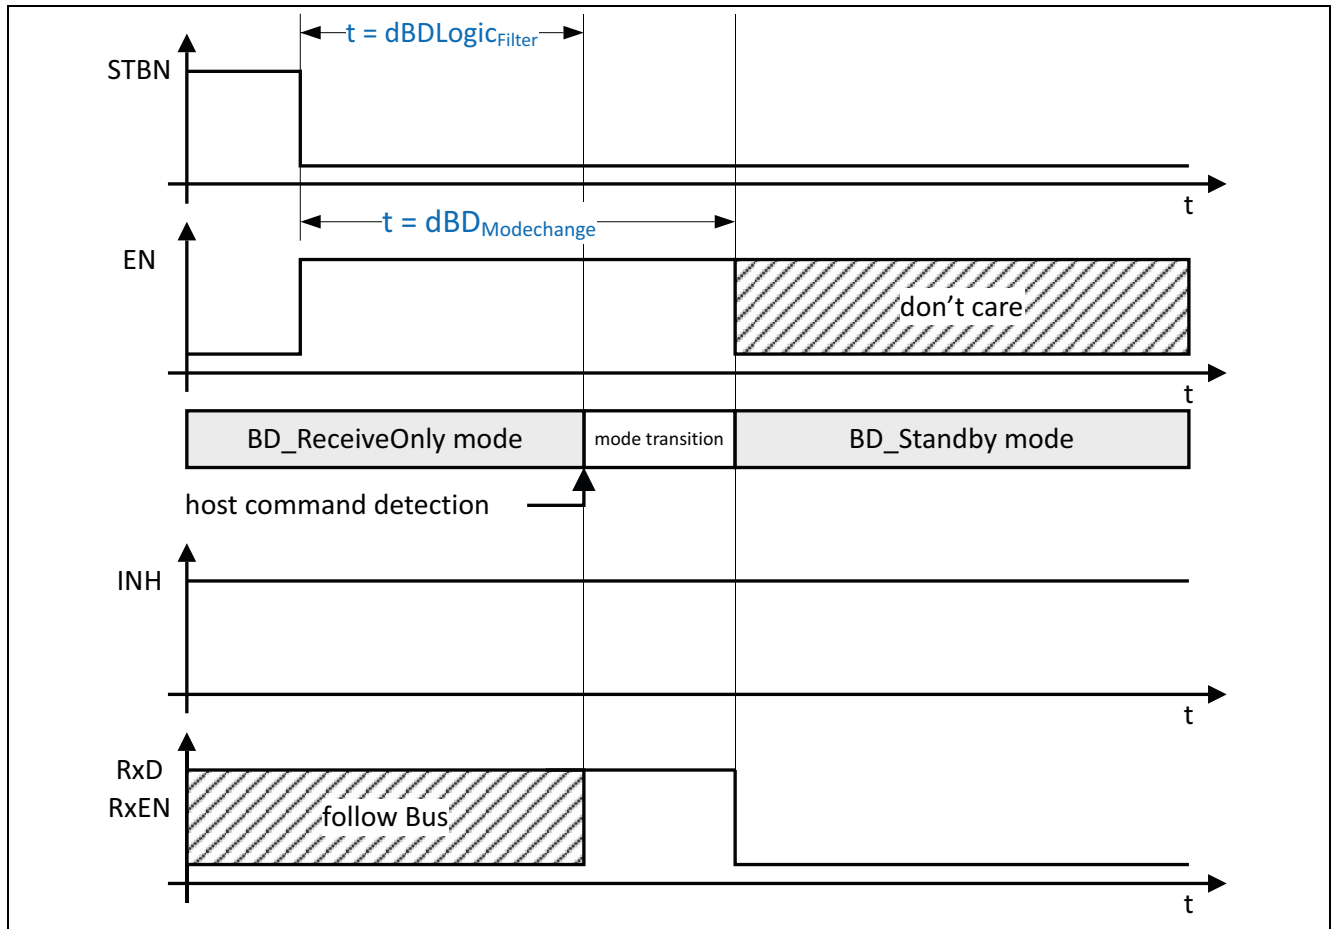 t = dBDLogicFilter
STBN
t
t = dBDModechange
EN
don't care
t
BD_ReceiveOnly mode
mode transition
BD_Standby mode
host command detection
INH
t
RxD
RxEN
follow Bus
t